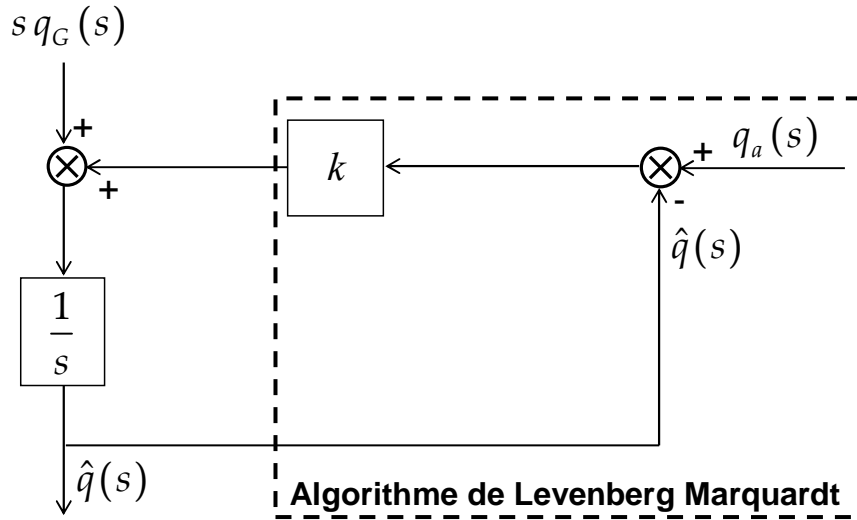 s q_G (s)
+
+
k
+
q_a (s)
-
q̂(s)
1
s
q̂(s)
Algorithme de Levenberg Marquardt